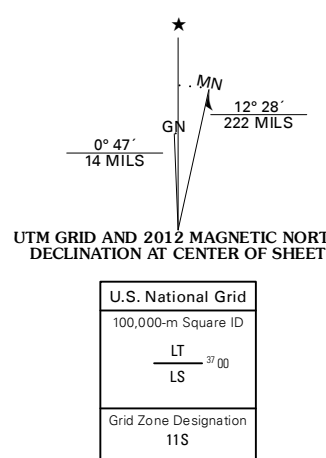 ★
MN
GN
12° 28´
222 MILS
0° 47´
14 MILS
UTM GRID AND 2012 MAGNETIC NORT
DECLINATION AT CENTER OF SHEET
U.S. National Grid
100,000-m Square ID
LT
37 00
LS
Grid Zone Designation
11S